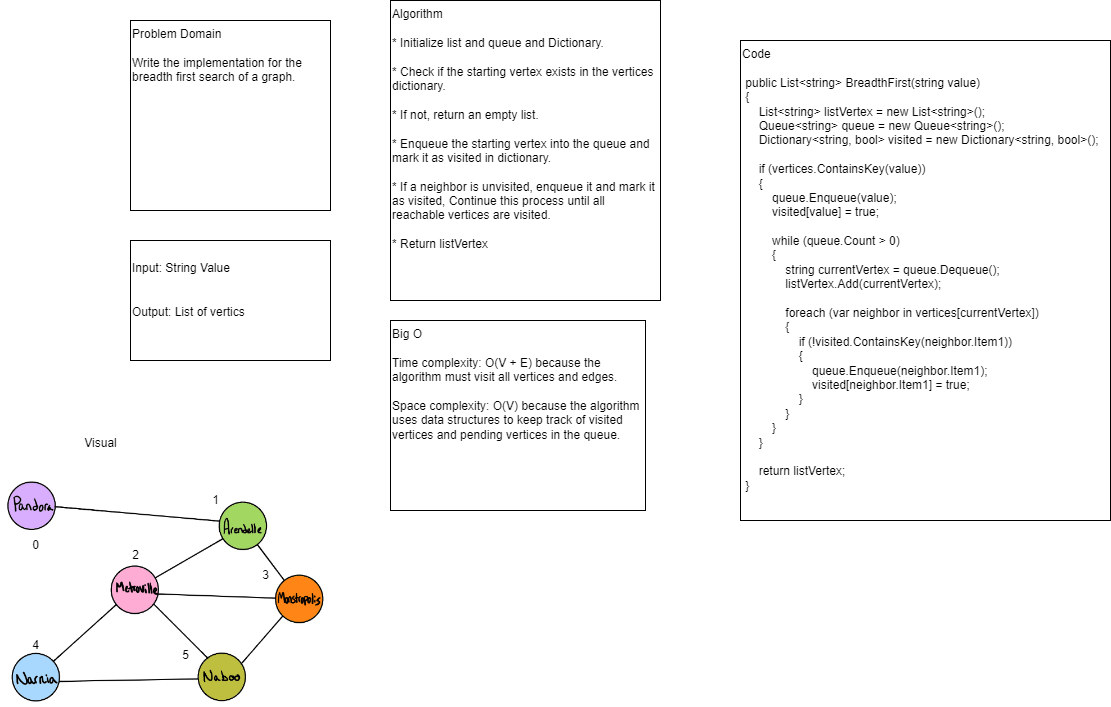 Problem Domain
Write the implementation for the
breadth first search of a graph.
Input: String Value
Output: List of vertics
Algorithm
* Initialize list and queue and Dictionary.
* Check if the starting vertex exists in the vertices
dictionary.
* If not, return an empty list.
* Enqueue the starting vertex into the queue and
mark it as visited in dictionary.
* If a neighbor is unvisited, enqueue it and mark it
as visited, Continue this process until all
reachable vertices are visited.
* Return listVertex
Big O
Time complexity: O(V + E) because the
algorithm must visit all vertices and edges.
Space complexity: O(V) because the algorithm
uses data structures to keep track of visited
vertices and pending vertices in the queue.
Code
public List<string> BreadthFirst(string value)
{
List<string> listVertex = new List<string>();
Queue<string> queue = new Queue<string>();
Dictionary<string, bool> visited = new Dictionary<string, bool>();
if (vertices.ContainsKey(value))
{
queue.Enqueue(value);
visited[value] = true;
while (queue.Count > 0)
{
string currentVertex = queue.Dequeue();
listVertex.Add(currentVertex);
foreach (var neighbor in vertices[currentVertex])
{
if (!visited.ContainsKey(neighbor.Item1))
{
queue.Enqueue(neighbor.Item1);
visited[neighbor.Item1] = true;
}
}
}
}
return listVertex;
}
Visual
Pandora
0
1
Arendelle
2
Metroville
3
Monstropolis
4
Narnia
5
Naboo